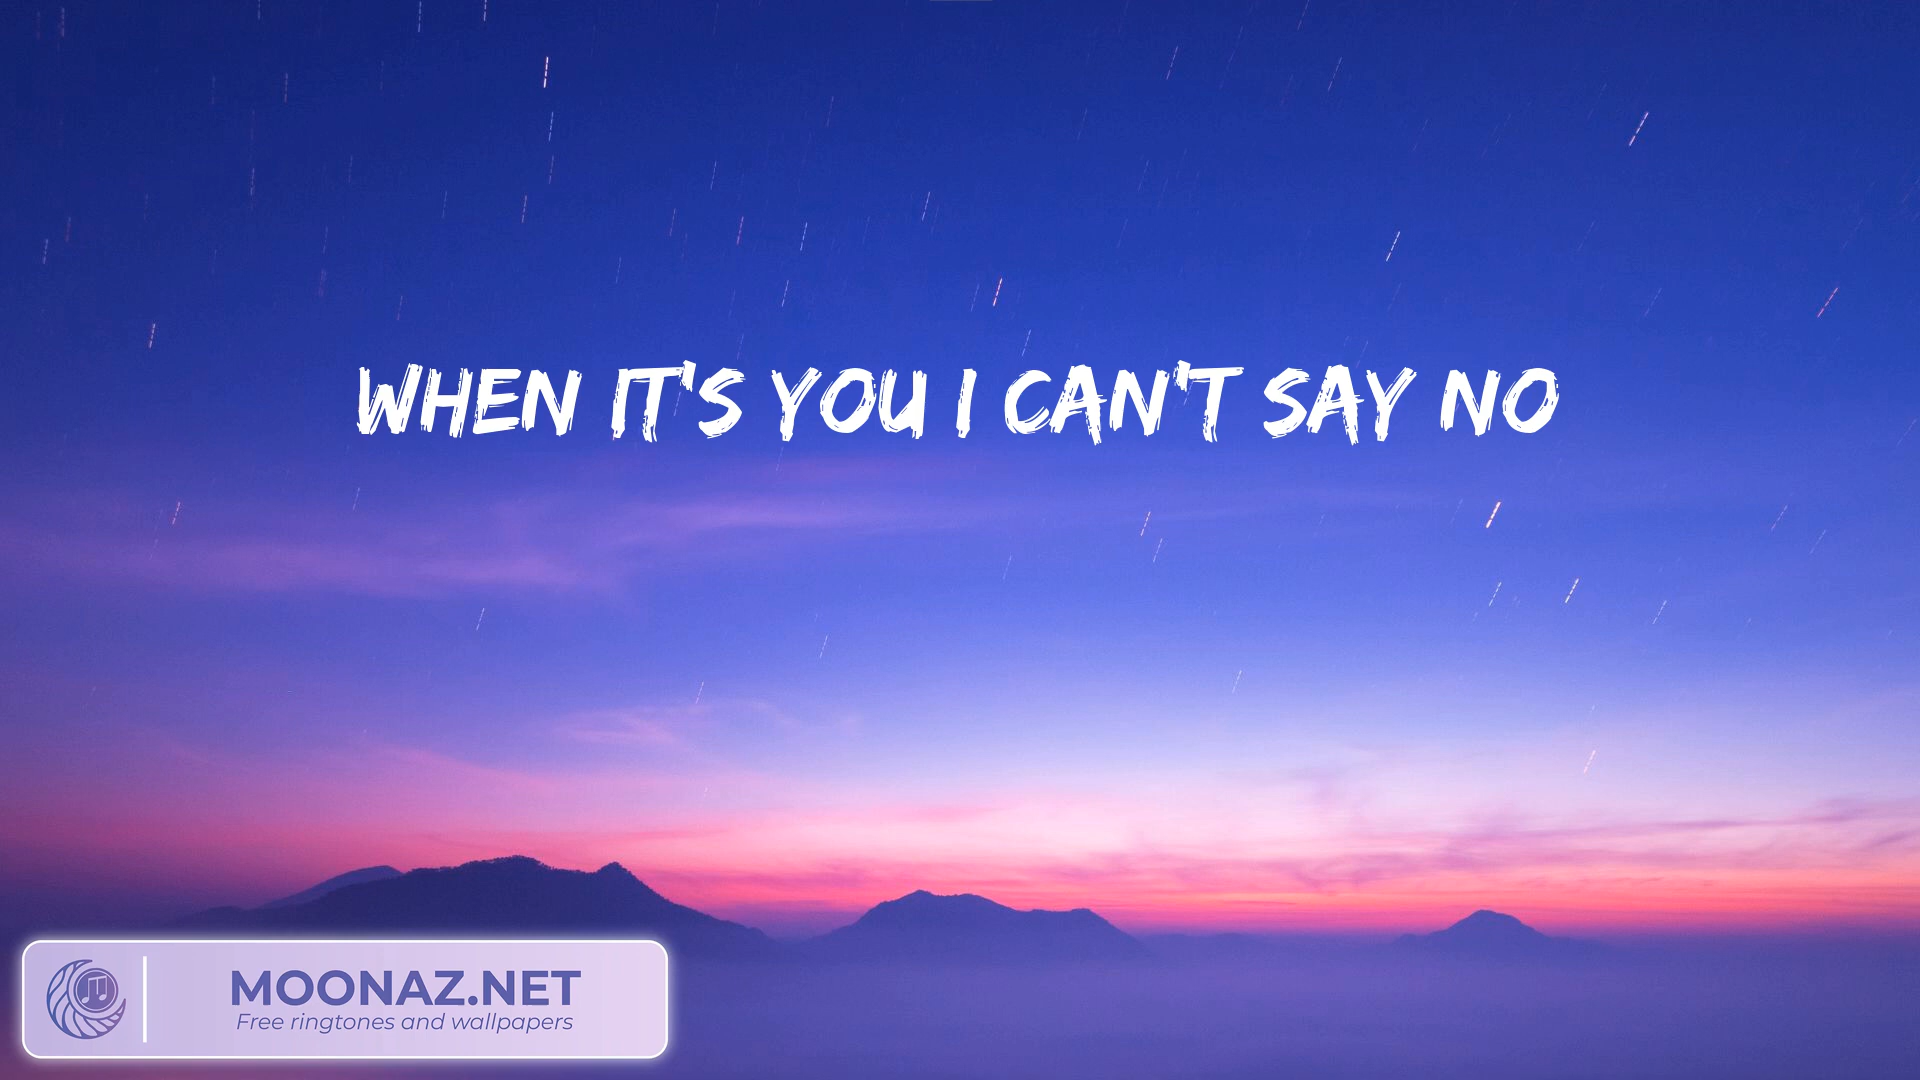 WHEN IT'S YOU I CAN'T SAY NO
MOONAZ.NET
Free ringtones and wallpapers